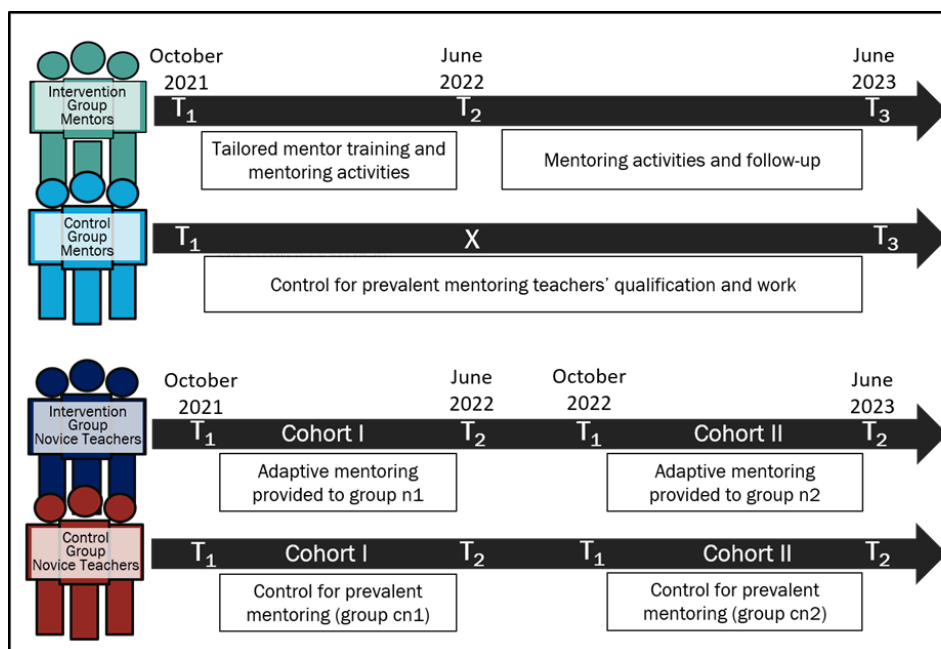 October
2021
June
2022
June
2023
Intervention
Group
Mentors
T1
T2
T3
Tailored mentor training and
mentoring activities
Mentoring activities and follow-up
Control
Group
Mentors
T1
X
T3
Control for prevalent mentoring teachers’ qualification and work
October
2021
June
2022
October
2022
June
2023
Intervention
Group
Novice Teachers
T1
Cohort I
T2
T1
Cohort II
T2
Adaptive mentoring
provided to group n1
Adaptive mentoring
provided to group n2
Control
Group
Novice Teachers
T1
Cohort I
T2
T1
Cohort II
T2
Control for prevalent
mentoring (group cn1)
Control for prevalent
mentoring (group cn2)